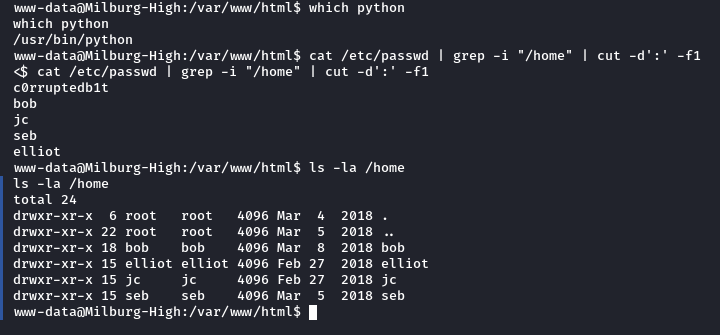 www-data@Milburg-High:/var/www/html$ which python
which python
/usr/bin/python
www-data@Milburg-High:/var/www/html$ cat /etc/passwd | grep -i "/home" | cut -d':' -f1
<$ cat /etc/passwd | grep -i "/home" | cut -d':' -f1
c0rruptedb1t
bob
jc
seb
elliot
www-data@Milburg-High:/var/www/html$ ls -la /home
ls -la /home
total 24
drwxr-xr-x  6 root   root   4096 Mar  4  2018 .
drwxr-xr-x 22 root   root   4096 Mar  5  2018 ..
drwxr-xr-x 18 bob    bob    4096 Mar  8  2018 bob
drwxr-xr-x 15 elliot elliot 4096 Feb 27  2018 elliot
drwxr-xr-x 15 jc     jc     4096 Feb 27  2018 jc
drwxr-xr-x 15 seb    seb    4096 Mar  5  2018 seb
www-data@Milburg-High:/var/www/html$